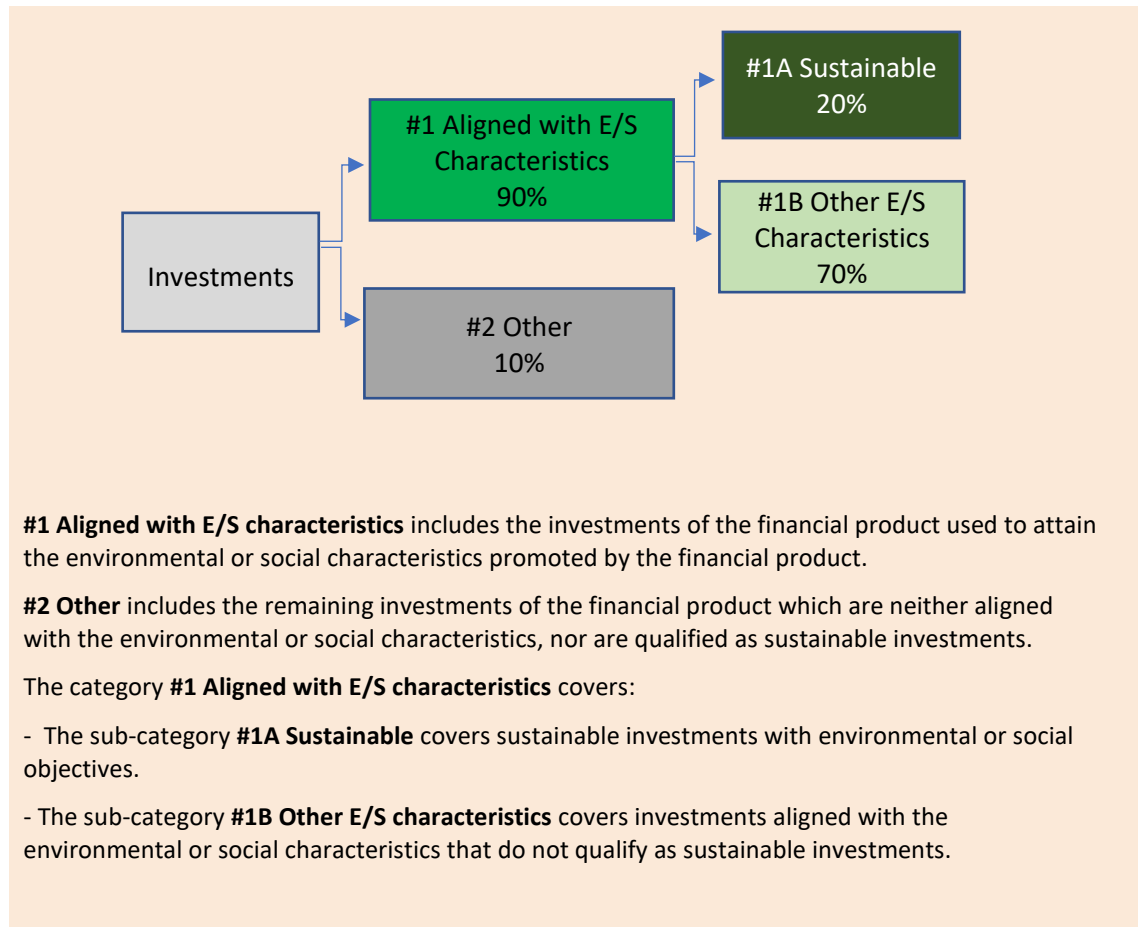 #1A Sustainable
20%
#1 Aligned with E/S
Characteristics
90%
#1B Other E/S
Characteristics
70%
Investments
#2 Other
10%
#1 Aligned with E/S characteristics includes the investments of the financial product used to attain
the environmental or social characteristics promoted by the financial product.
#2 Other includes the remaining investments of the financial product which are neither aligned
with the environmental or social characteristics, nor are qualified as sustainable investments.
The category #1 Aligned with E/S characteristics covers:
- The sub-category #1A Sustainable covers sustainable investments with environmental or social
objectives.
- The sub-category #1B Other E/S characteristics covers investments aligned with the
environmental or social characteristics that do not qualify as sustainable investments.